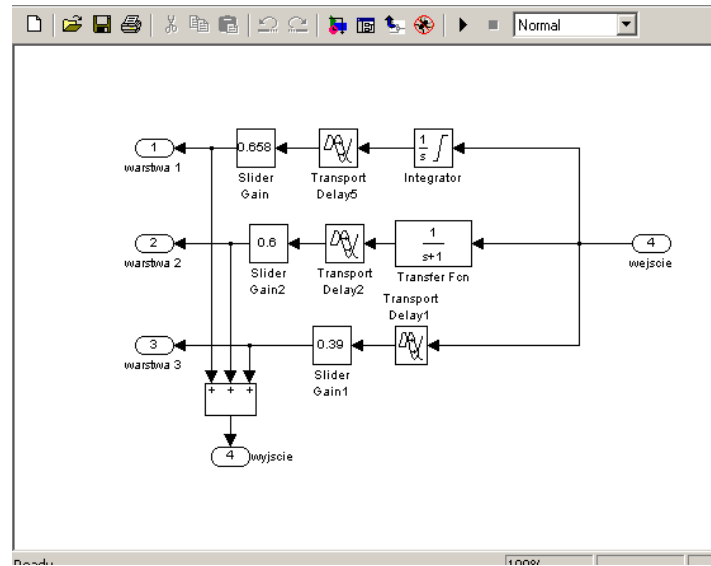 Normal
1
warstwa 1
0.658
Slider
Gain
Transport
Delay5
1
s
Integrator
2
warstwa 2
0.6
Slider
Gain2
Transport
Delay2
1
s+1
Transfer Fcn
4
wejscie
Transport
Delay1
3
warstwa 3
0.39
Slider
Gain1
+ + +
4
wyjscie
Ready
100%